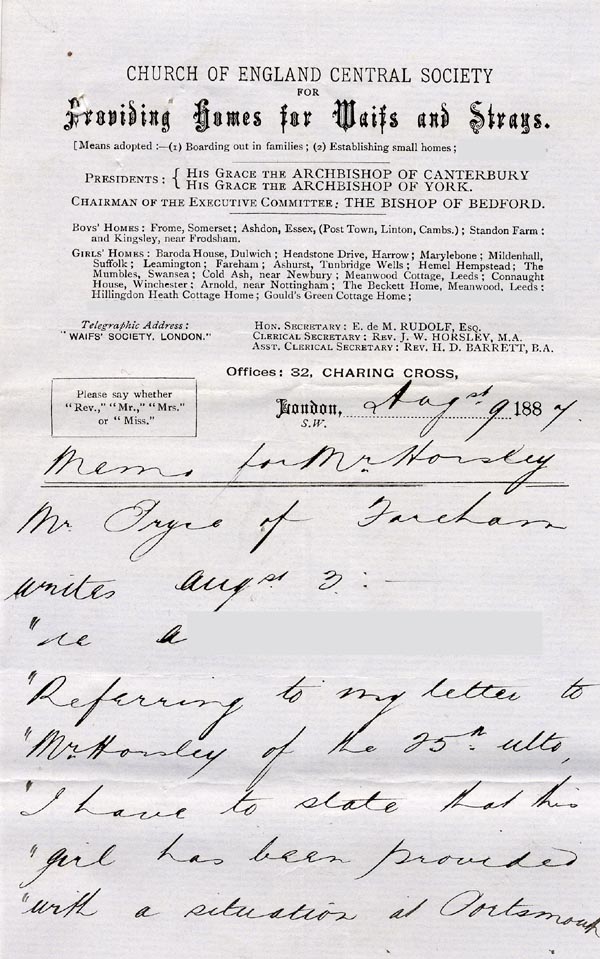 CHURCH OF ENGLAND CENTRAL SOCIETY
FOR
Providing Homes for Waifs and Strays.
[Means adopted :—(1) Boarding out in families ; (2) Establishing small homes ;
PRESIDENTS : { HIS GRACE THE ARCHBISHOP OF CANTERBURY
HIS GRACE THE ARCHBISHOP OF YORK.
CHAIRMAN OF THE EXECUTIVE COMMITTEE : THE BISHOP OF BEDFORD.
BOYS' HOMES : Frome, Somerset ; Ashdon, Essex, (Post Town, Linton, Cambs.) ; Standon Farm :
and Kingsley, near Frodsham.
GIRLS' HOMES : Baroda House, Dulwich ; Headstone Drive, Harrow ; Marylebone ; Mildenhall,
Suffolk ; Leamington ; Fareham ; Ashurst, Tunbridge Wells ; Hemel Hempstead ; The
Mumbles, Swansea ; Cold Ash, near Newbury ; Meanwood Cottage, Leeds ; Connaught
House, Winchester ; Arnold, near Nottingham ; The Beckett Home, Meanwood, Leeds :
Hillingdon Heath Cottage Home ; Gould's Green Cottage Home ;
Telegraphic Address :
"WAIFS' SOCIETY, LONDON."
HON. SECRETARY : E. de M. RUDOLF, ESQ.
CLERICAL SECRETARY : REV. J. W. HORSLEY, M.A.
ASST. CLERICAL SECRETARY : REV. H. D. BARRETT, B.A.
Offices : 32, CHARING CROSS,
Please say whether
"Rev.," "Mr.," "Mrs."
or "Miss."
London, Augst 9 1887.
S.W.
Memo for Mr Horsley
Mr Pryce of Fareham
writes Augst 3 : —
"re A
"Referring to my letter to
"Mr. Horsley of the 25th ulto,
"I have to state that this
"girl has been provided
"with a situation at Portsmouth